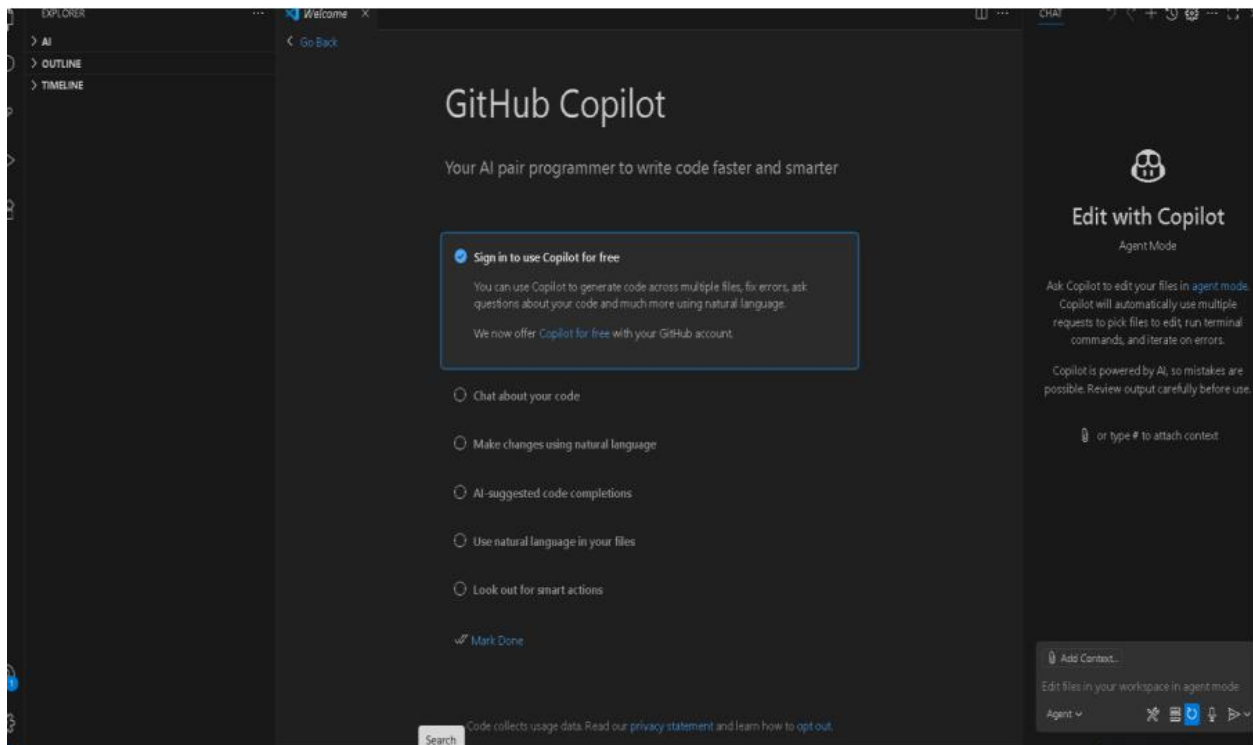 EXPLORER
AI
OUTLINE
TIMELINE
Welcome
Go Back
GitHub Copilot
Your AI pair programmer to write code faster and smarter
Sign in to use Copilot for free
You can use Copilot to generate code across multiple files, fix errors, ask
questions about your code and much more using natural language.
We now offer Copilot for free with your GitHub account.
Chat about your code
Make changes using natural language
AI-suggested code completions
Use natural language in your files
Look out for smart actions
Mark Done
Code collects usage data. Read our privacy statement and learn how to opt out.
Search
1
CHAT
Edit with Copilot
Agent Mode
Ask Copilot to edit your files in agent mode.
Copilot will automatically use multiple
requests to pick files to edit, run terminal
commands, and iterate on errors.
Copilot is powered by AI, so mistakes are
possible. Review output carefully before use.
or type # to attach context
Add Context...
Edit files in your workspace in agent mode
Agent